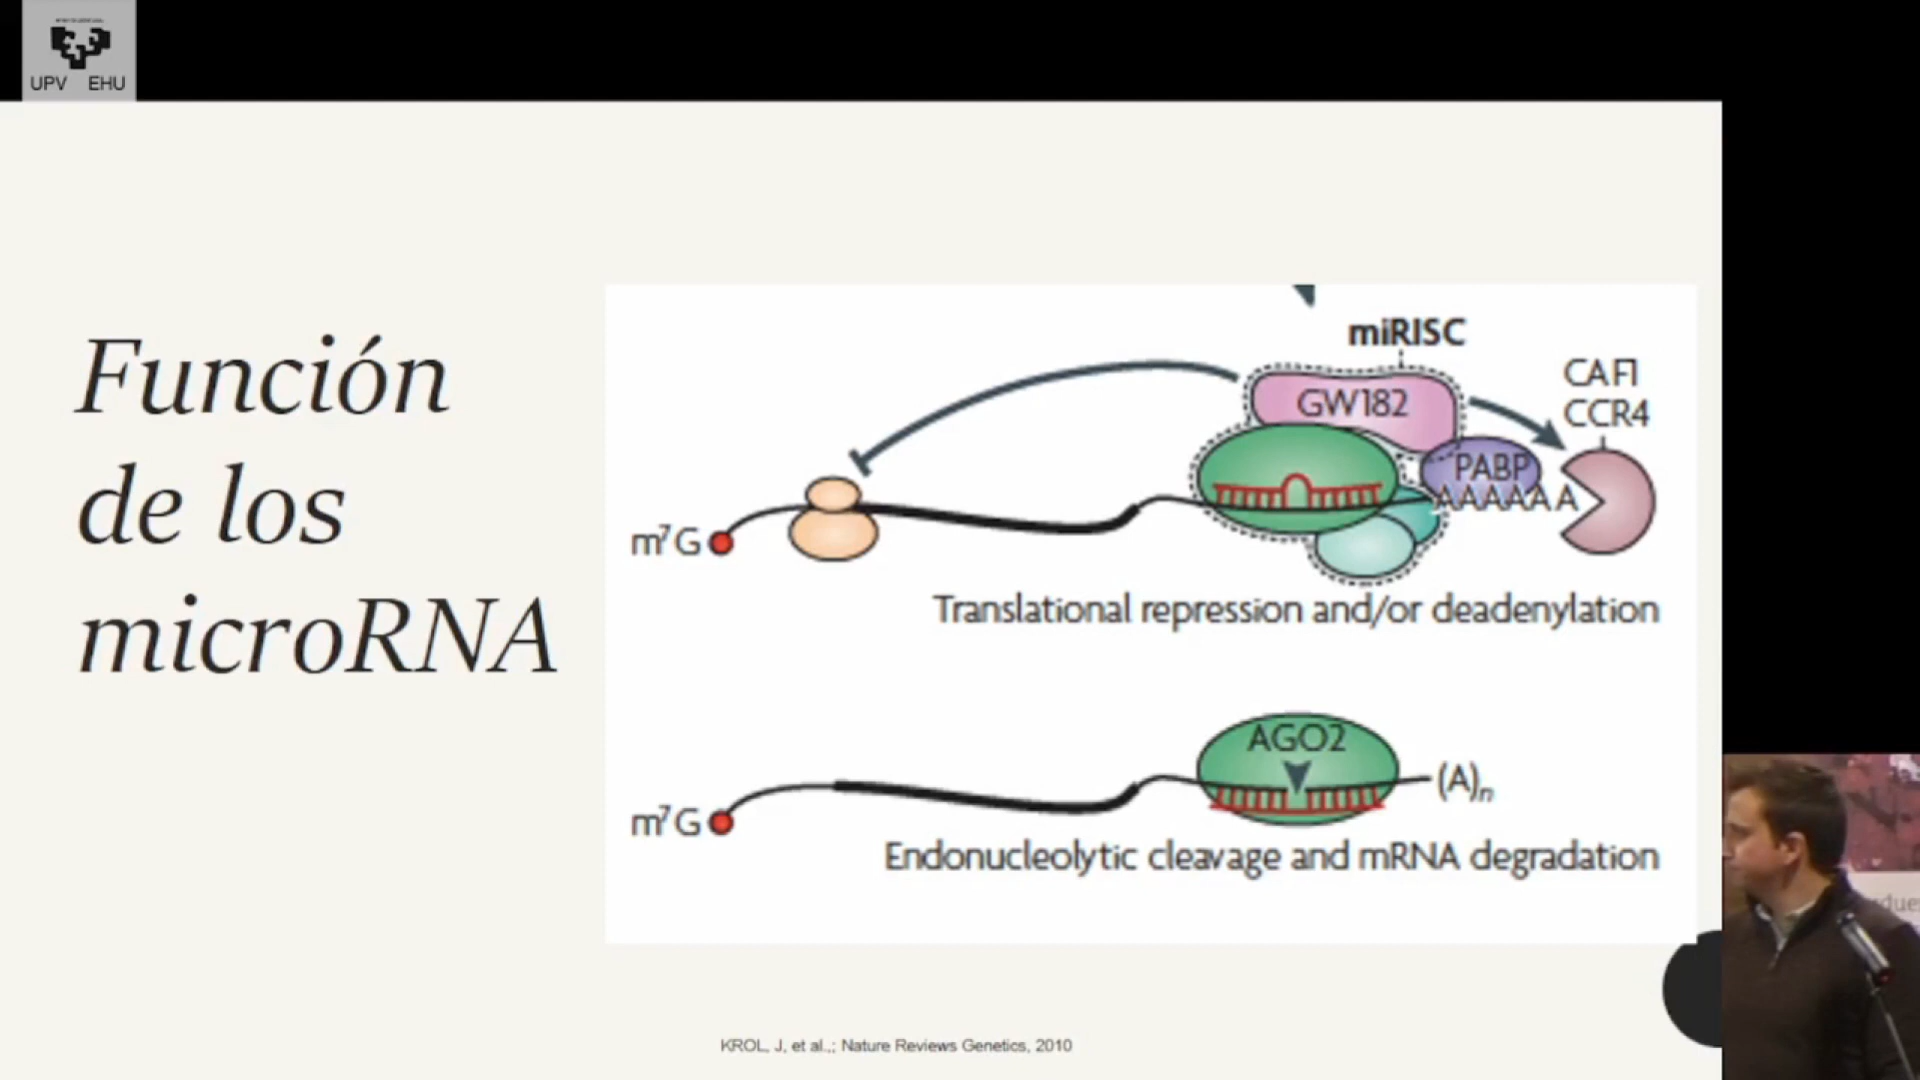 UPV EHU
Función
de los
microRNA
miRISC
GW182
CAF1
CCR4
PABP
AAAAAA
m⁷G
Translational repression and/or deadenylation
AGO2
(A)n
m⁷G
Endonucleolytic cleavage and mRNA degradation
KROL, J, et al.,; Nature Reviews Genetics, 2010